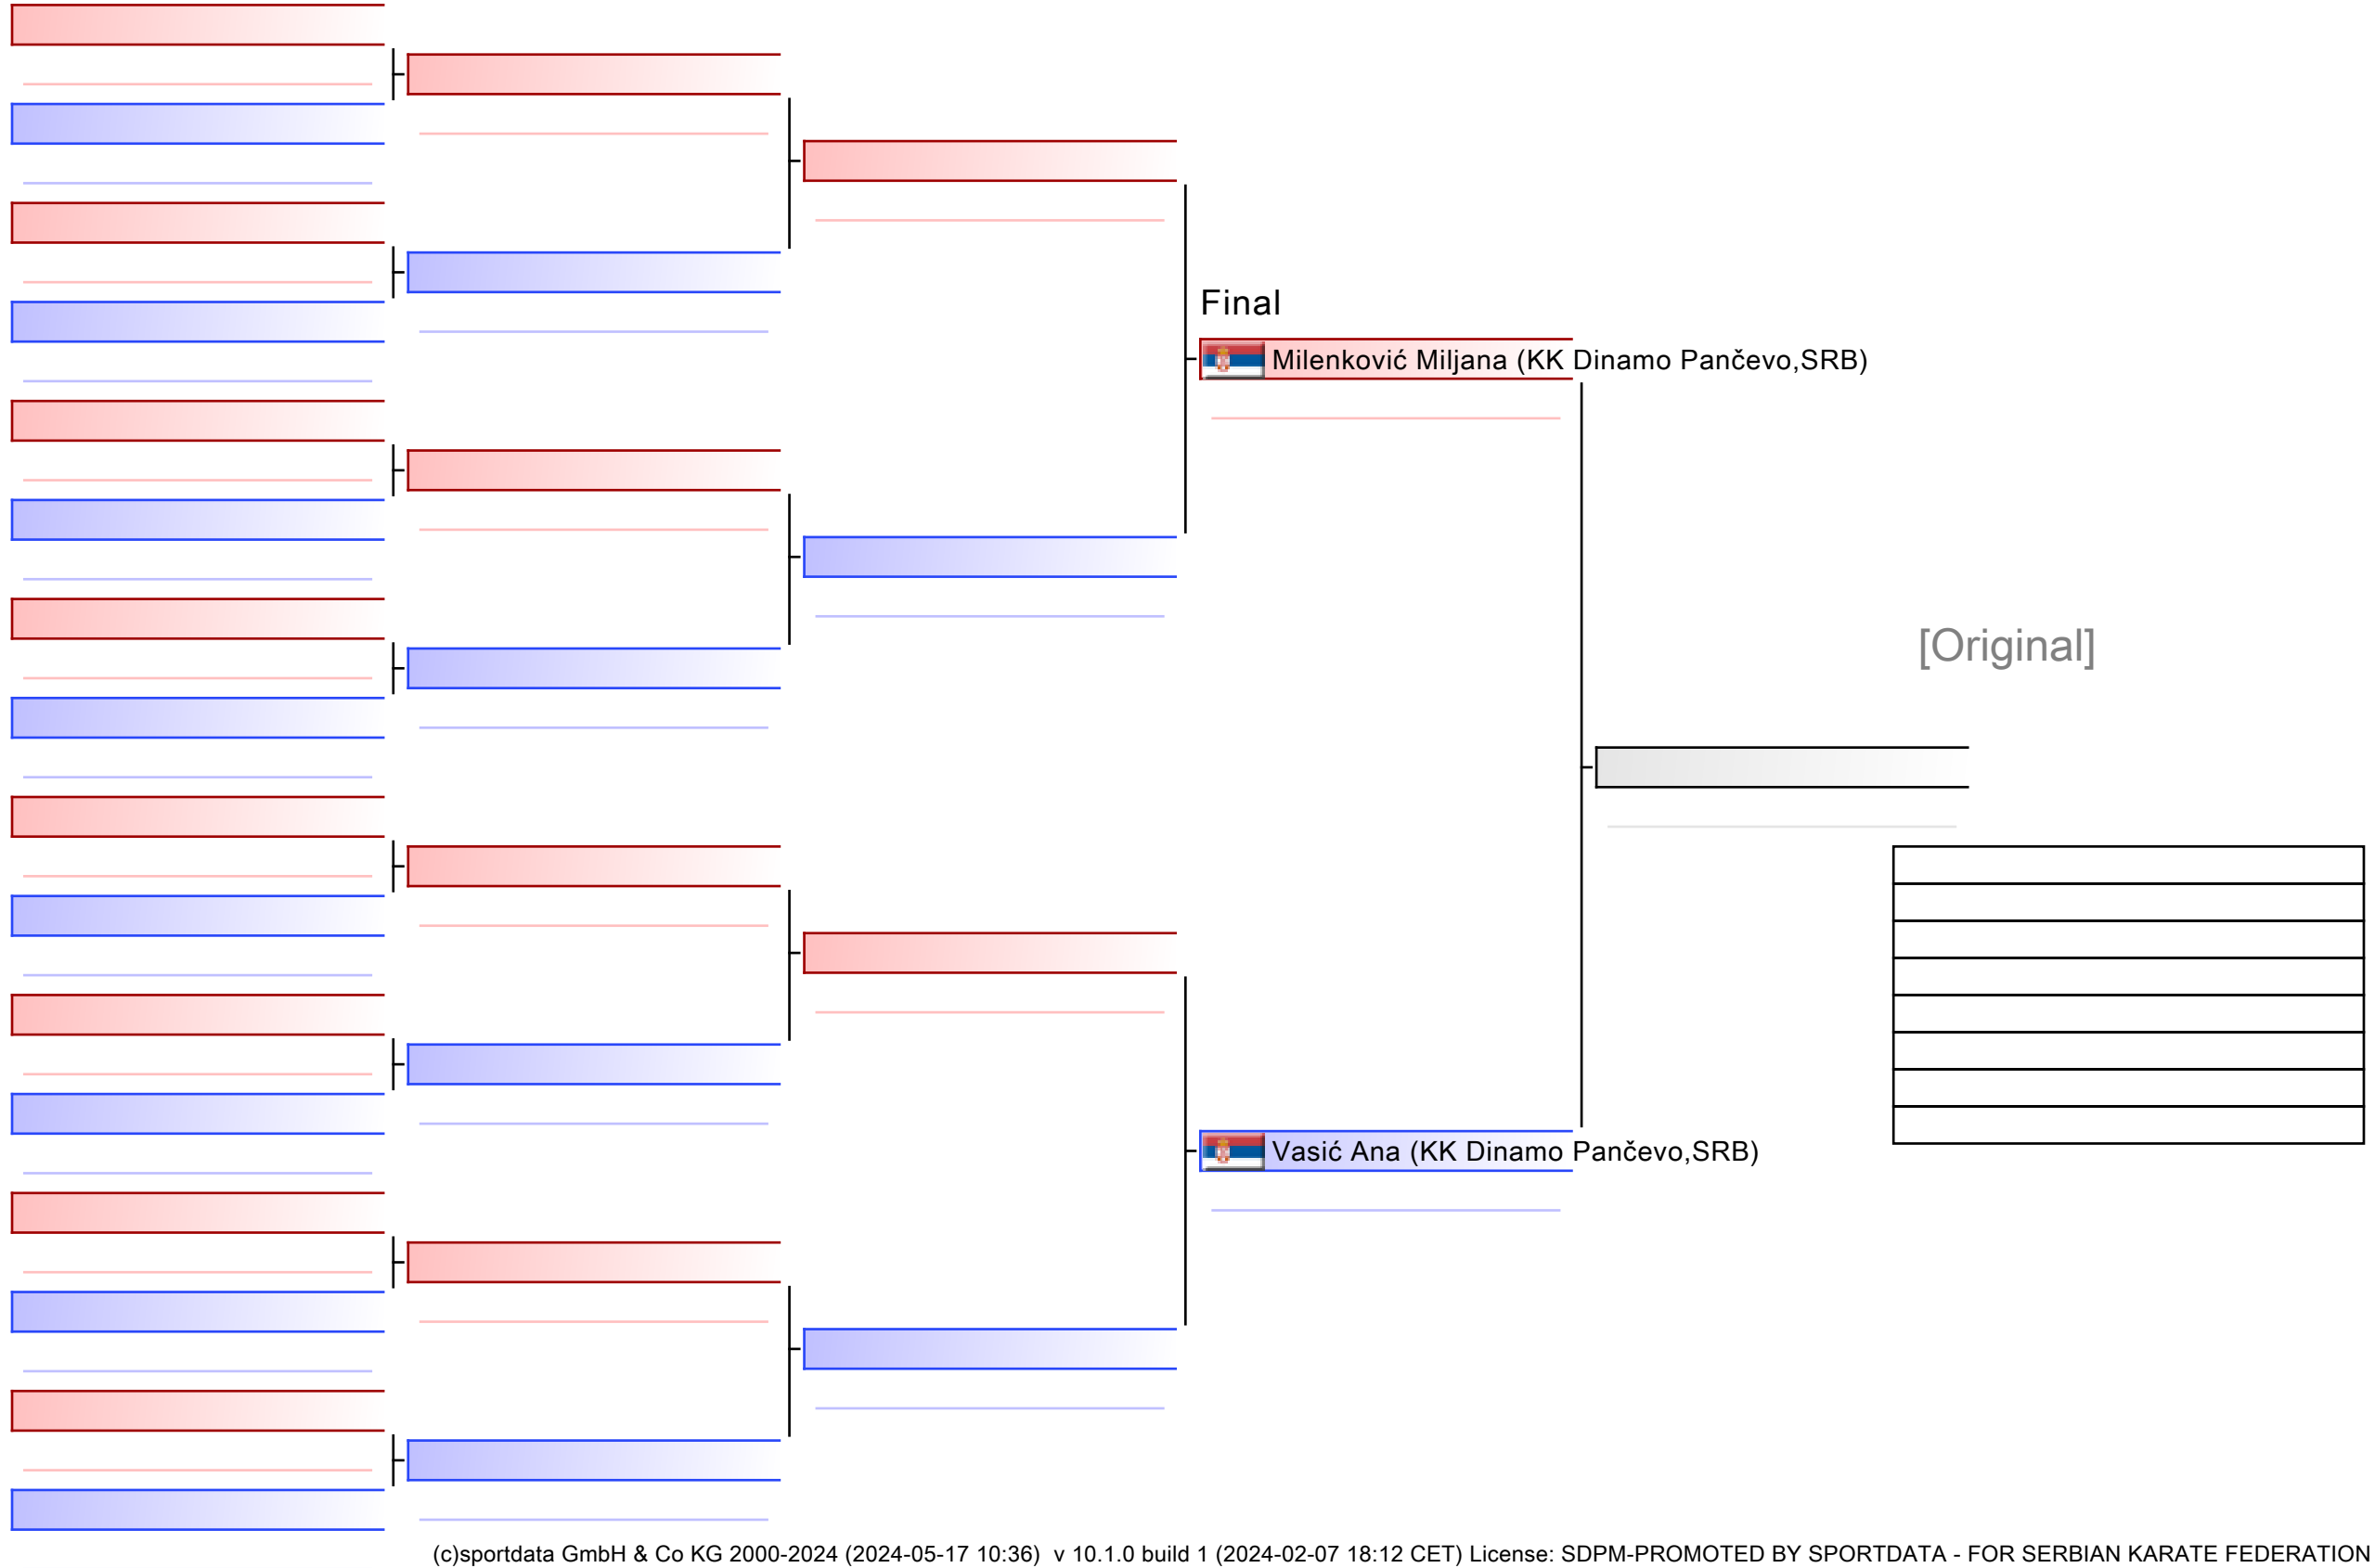 Final
Milenković Miljana (KK Dinamo Pančevo,SRB)
[Original]
Vasić Ana (KK Dinamo Pančevo,SRB)
(c)sportdata GmbH & Co KG 2000-2024 (2024-05-17 10:36)  v 10.1.0 build 1 (2024-02-07 18:12 CET) License: SDPM-PROMOTED BY SPORTDATA - FOR SERBIAN KARATE FEDERATION